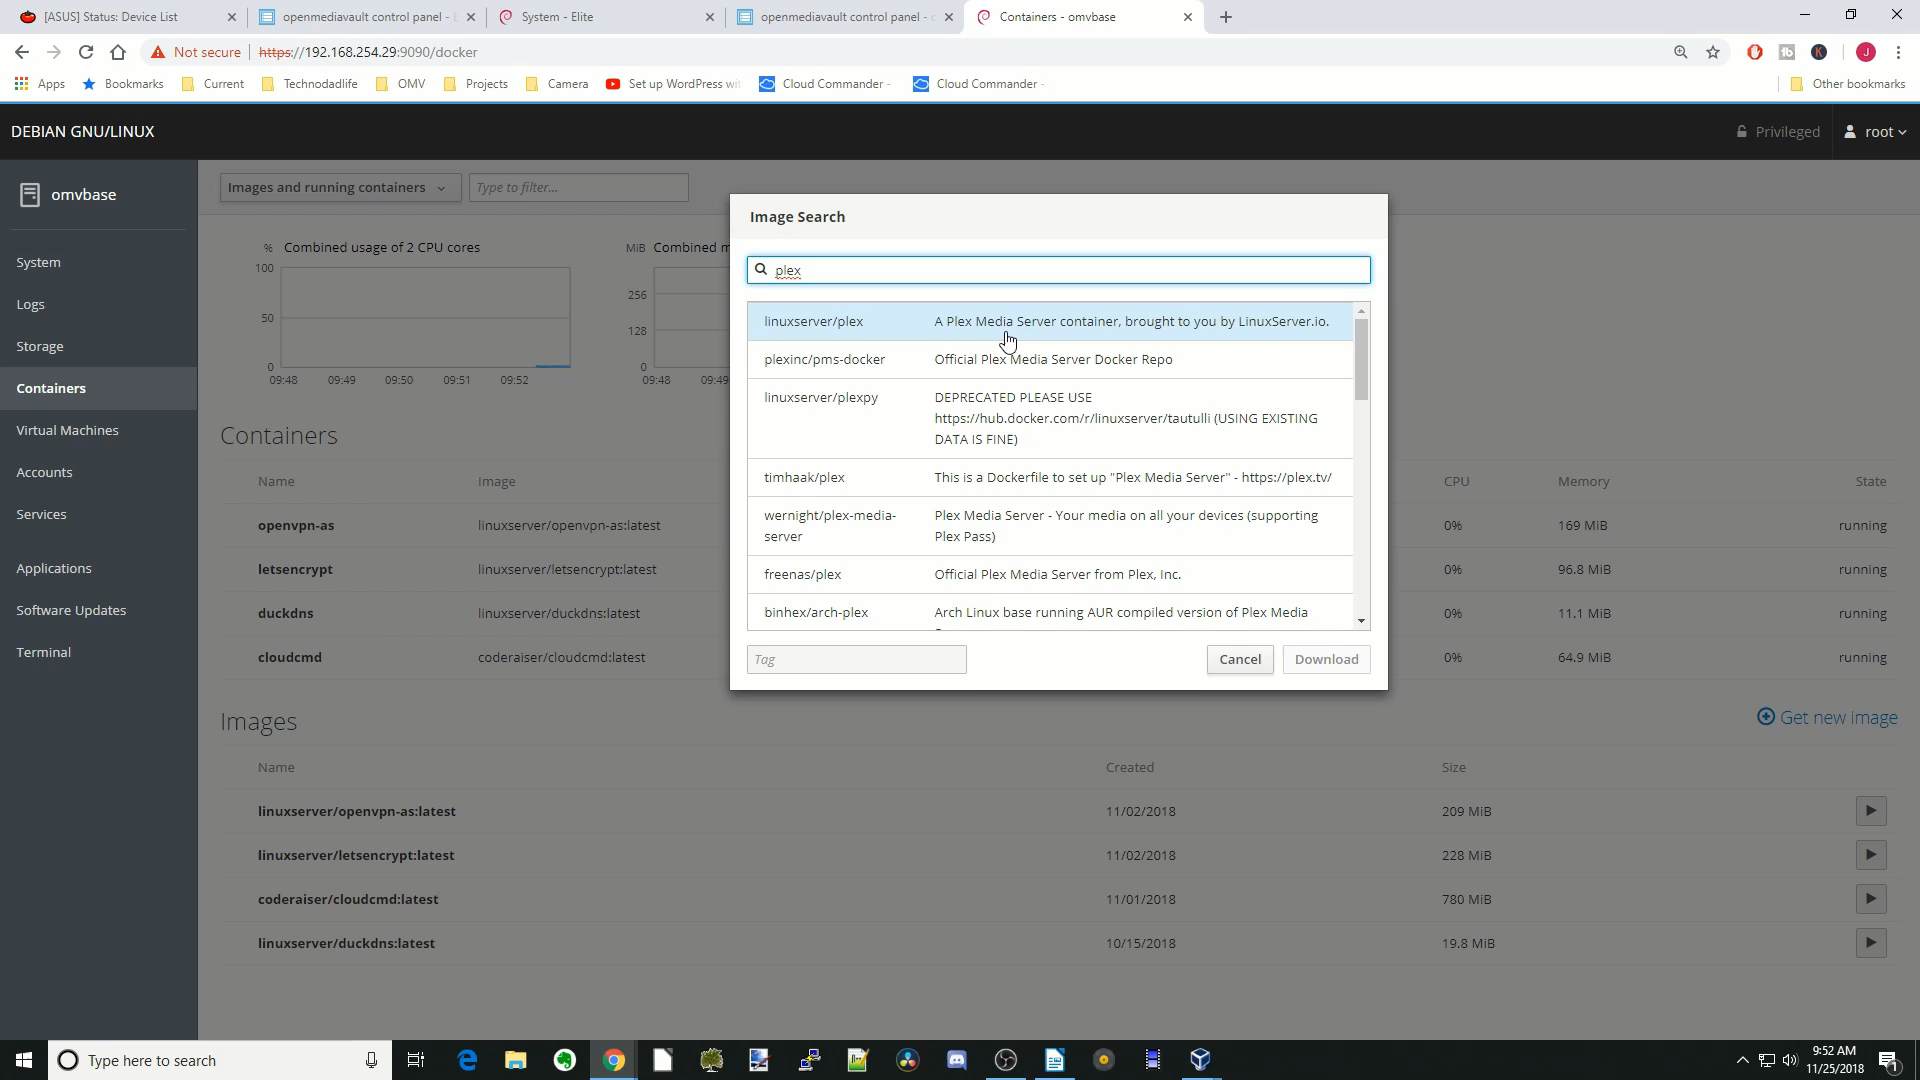 [ASUS] Status: Device List
openmediavault control panel -
System - Elite
openmediavault control panel -
Containers - omvbase
Not secure
https://192.168.254.29:9090/docker
Apps
Bookmarks
Current
Technodadlife
OMV
Projects
Camera
Set up WordPress wit
Cloud Commander -
Cloud Commander -
Other bookmarks
DEBIAN GNU/LINUX
Privileged
root
omvbase
System
Logs
Storage
Containers
Virtual Machines
Accounts
Services
Applications
Software Updates
Terminal
Images and running containers
Type to filter...
% Combined usage of 2 CPU cores
100
50
0
09:48 09:49 09:50 09:51 09:52
MiB Combined m
256
128
0
09:48 09:49
Image Search
plex
linuxserver/plex A Plex Media Server container, brought to you by LinuxServer.io.
plexinc/pms-docker Official Plex Media Server Docker Repo
linuxserver/plexpy DEPRECATED PLEASE USE
https://hub.docker.com/r/linuxserver/tautulli (USING EXISTING
DATA IS FINE)
timhaak/plex This is a Dockerfile to set up "Plex Media Server" - https://plex.tv/
wernight/plex-media-server Plex Media Server - Your media on all your devices (supporting
Plex Pass)
freenas/plex Official Plex Media Server from Plex, Inc.
binhex/arch-plex Arch Linux base running AUR compiled version of Plex Media
Tag
Cancel
Download
Containers
Name Image CPU Memory State
openvpn-as linuxserver/openvpn-as:latest 0% 169 MiB running
letsencrypt linuxserver/letsencrypt:latest 0% 96.8 MiB running
duckdns linuxserver/duckdns:latest 0% 11.1 MiB running
cloudcmd coderaiser/cloudcmd:latest 0% 64.9 MiB running
Images
Get new image
Name Created Size
linuxserver/openvpn-as:latest 11/02/2018 209 MiB
linuxserver/letsencrypt:latest 11/02/2018 228 MiB
coderaiser/cloudcmd:latest 11/01/2018 780 MiB
linuxserver/duckdns:latest 10/15/2018 19.8 MiB
Type here to search
9:52 AM
11/25/2018